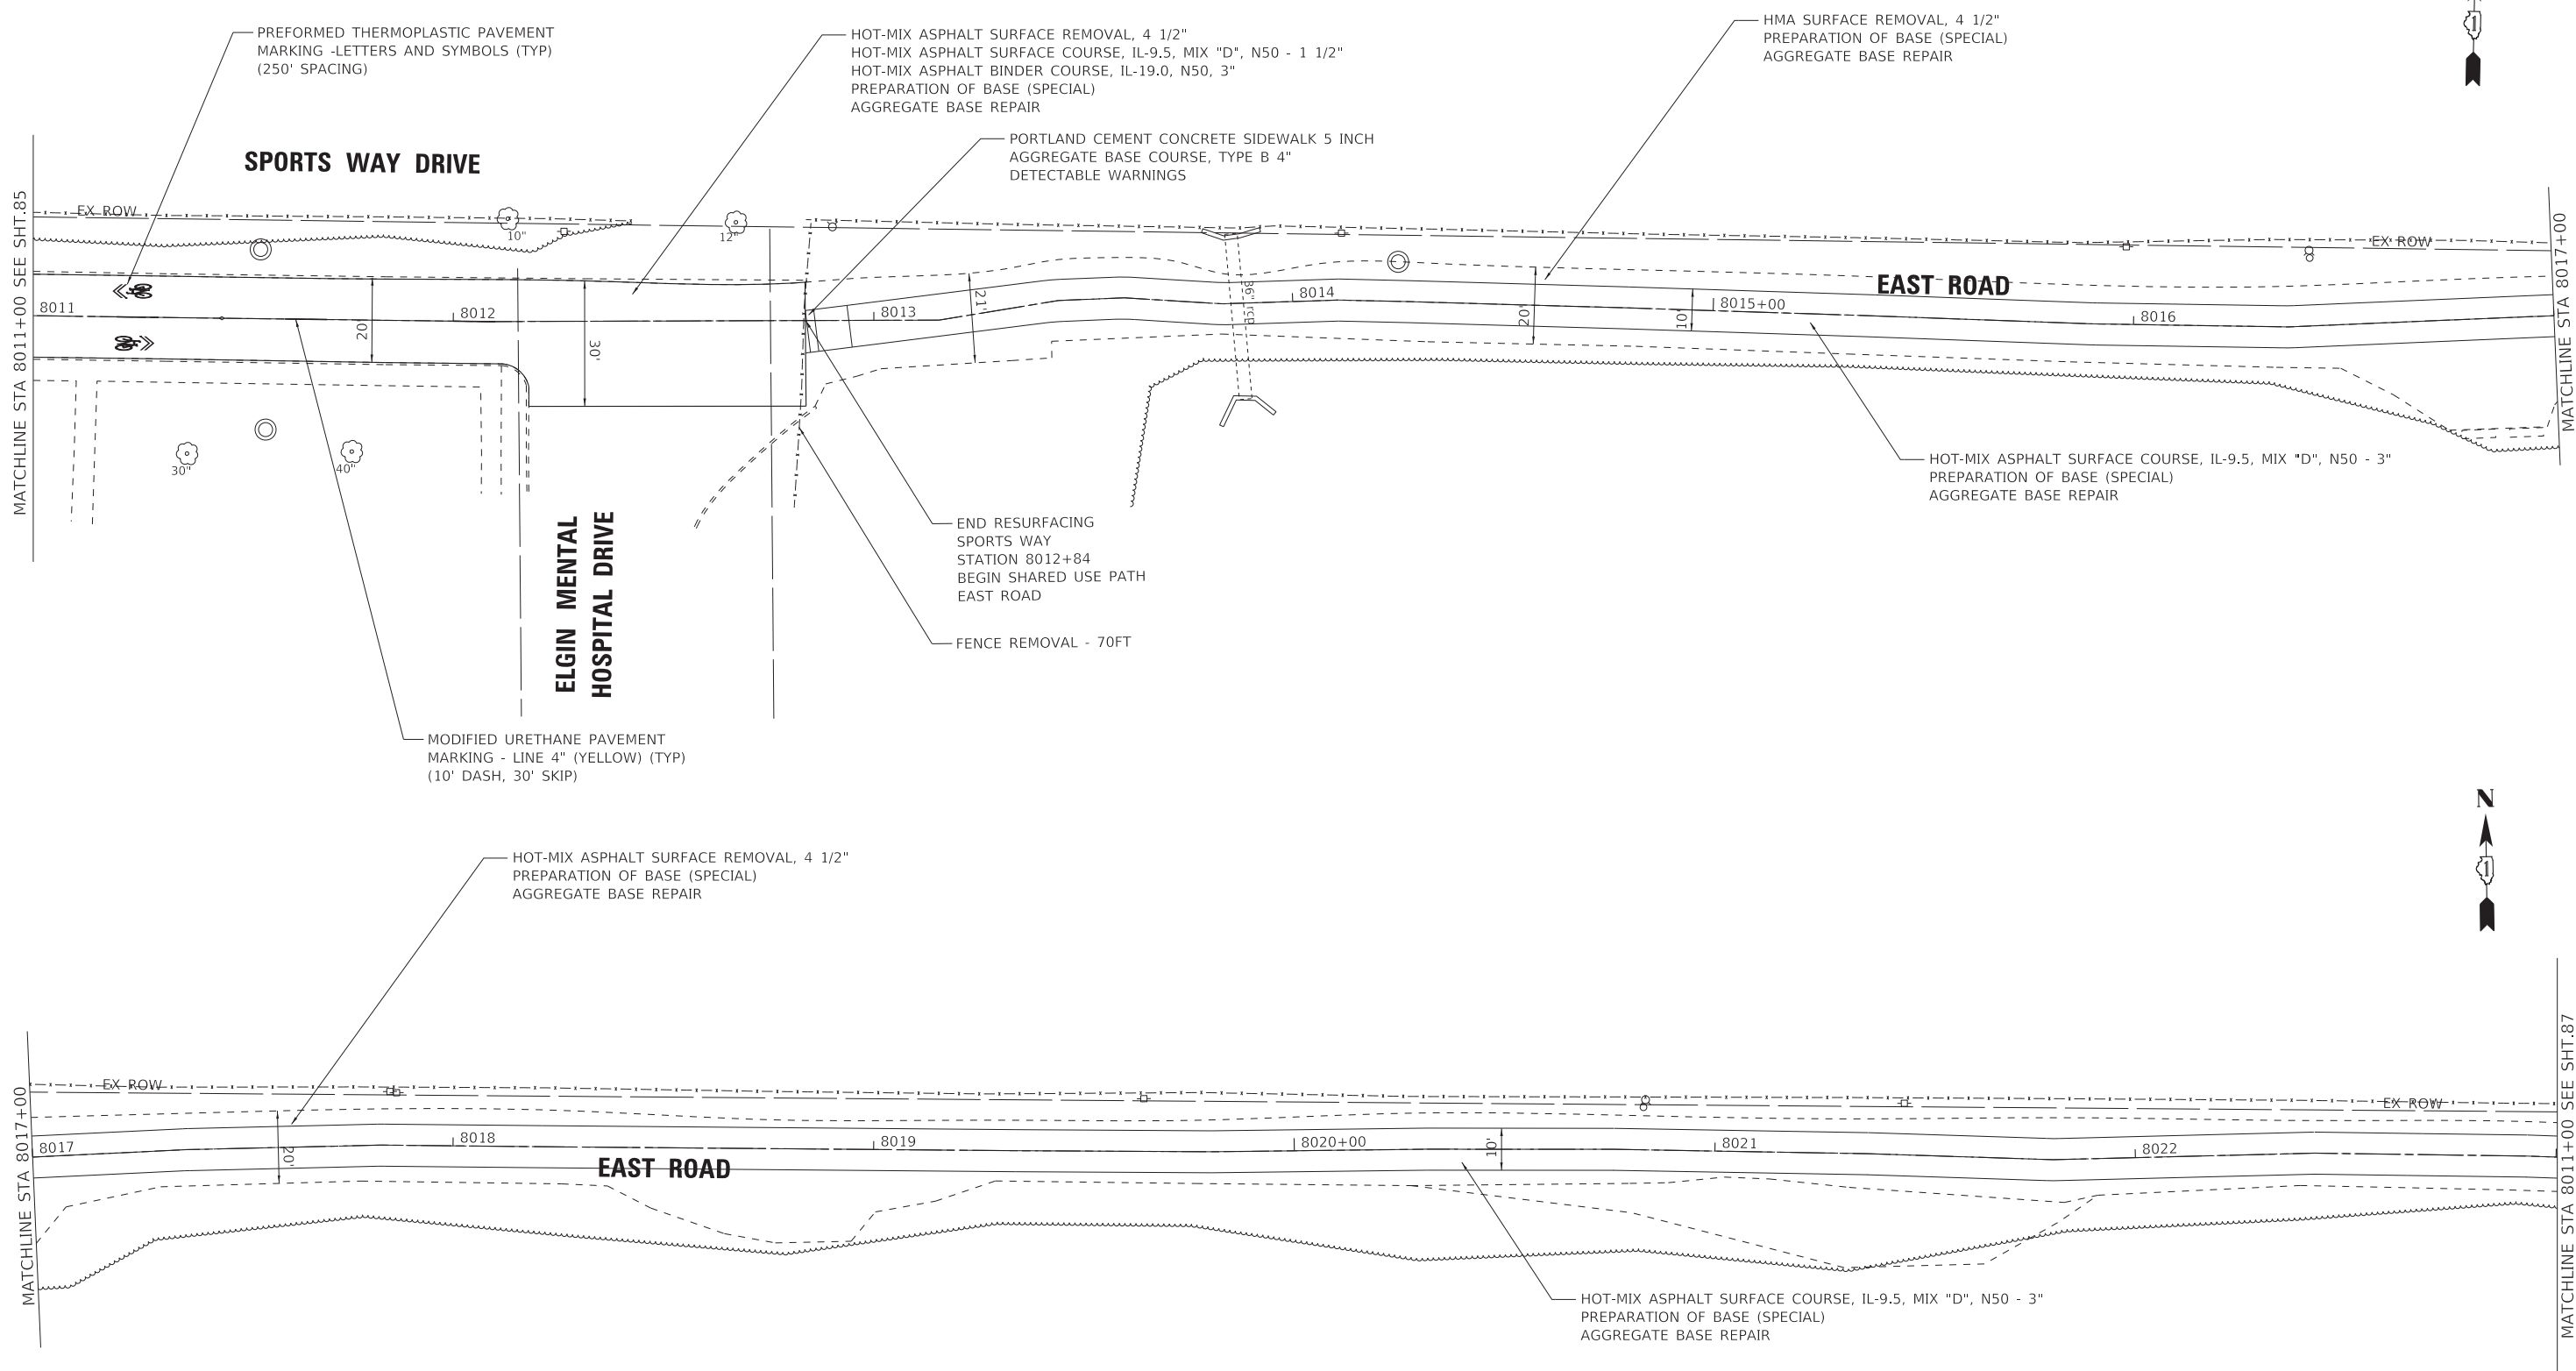 PREFORMED THERMOPLASTIC PAVEMENT
MARKING -LETTERS AND SYMBOLS (TYP)
(250' SPACING)
HOT-MIX ASPHALT SURFACE REMOVAL, 4 1/2"
HOT-MIX ASPHALT SURFACE COURSE, IL-9.5, MIX "D", N50 - 1 1/2"
HOT-MIX ASPHALT BINDER COURSE, IL-19.0, N50, 3"
PREPARATION OF BASE (SPECIAL)
AGGREGATE BASE REPAIR
HMA SURFACE REMOVAL, 4 1/2"
PREPARATION OF BASE (SPECIAL)
AGGREGATE BASE REPAIR
PORTLAND CEMENT CONCRETE SIDEWALK 5 INCH
AGGREGATE BASE COURSE, TYPE B 4"
DETECTABLE WARNINGS
SPORTS WAY DRIVE
MATCHLINE STA 8011+00 SEE SHT.85
EX ROW
10"
12"
EX ROW
MATCHLINE STA 8017+00
EAST ROAD
8011
8012
8013
8014
8015+00
8016
20'
30'
21'
36" rcp
20'
10'
30"
40"
HOT-MIX ASPHALT SURFACE COURSE, IL-9.5, MIX "D", N50 - 3"
PREPARATION OF BASE (SPECIAL)
AGGREGATE BASE REPAIR
END RESURFACING
SPORTS WAY
STATION 8012+84
BEGIN SHARED USE PATH
EAST ROAD
ELGIN MENTAL
HOSPITAL DRIVE
FENCE REMOVAL - 70FT
MODIFIED URETHANE PAVEMENT
MARKING - LINE 4" (YELLOW) (TYP)
(10' DASH, 30' SKIP)
N
HOT-MIX ASPHALT SURFACE REMOVAL, 4 1/2"
PREPARATION OF BASE (SPECIAL)
AGGREGATE BASE REPAIR
MATCHLINE STA 8017+00
EX ROW
EX ROW
MATCHLINE STA 8011+00 SEE SHT.87
8017
8018
8019
8020+00
8021
8022
20'
10'
EAST ROAD
HOT-MIX ASPHALT SURFACE COURSE, IL-9.5, MIX "D", N50 - 3"
PREPARATION OF BASE (SPECIAL)
AGGREGATE BASE REPAIR